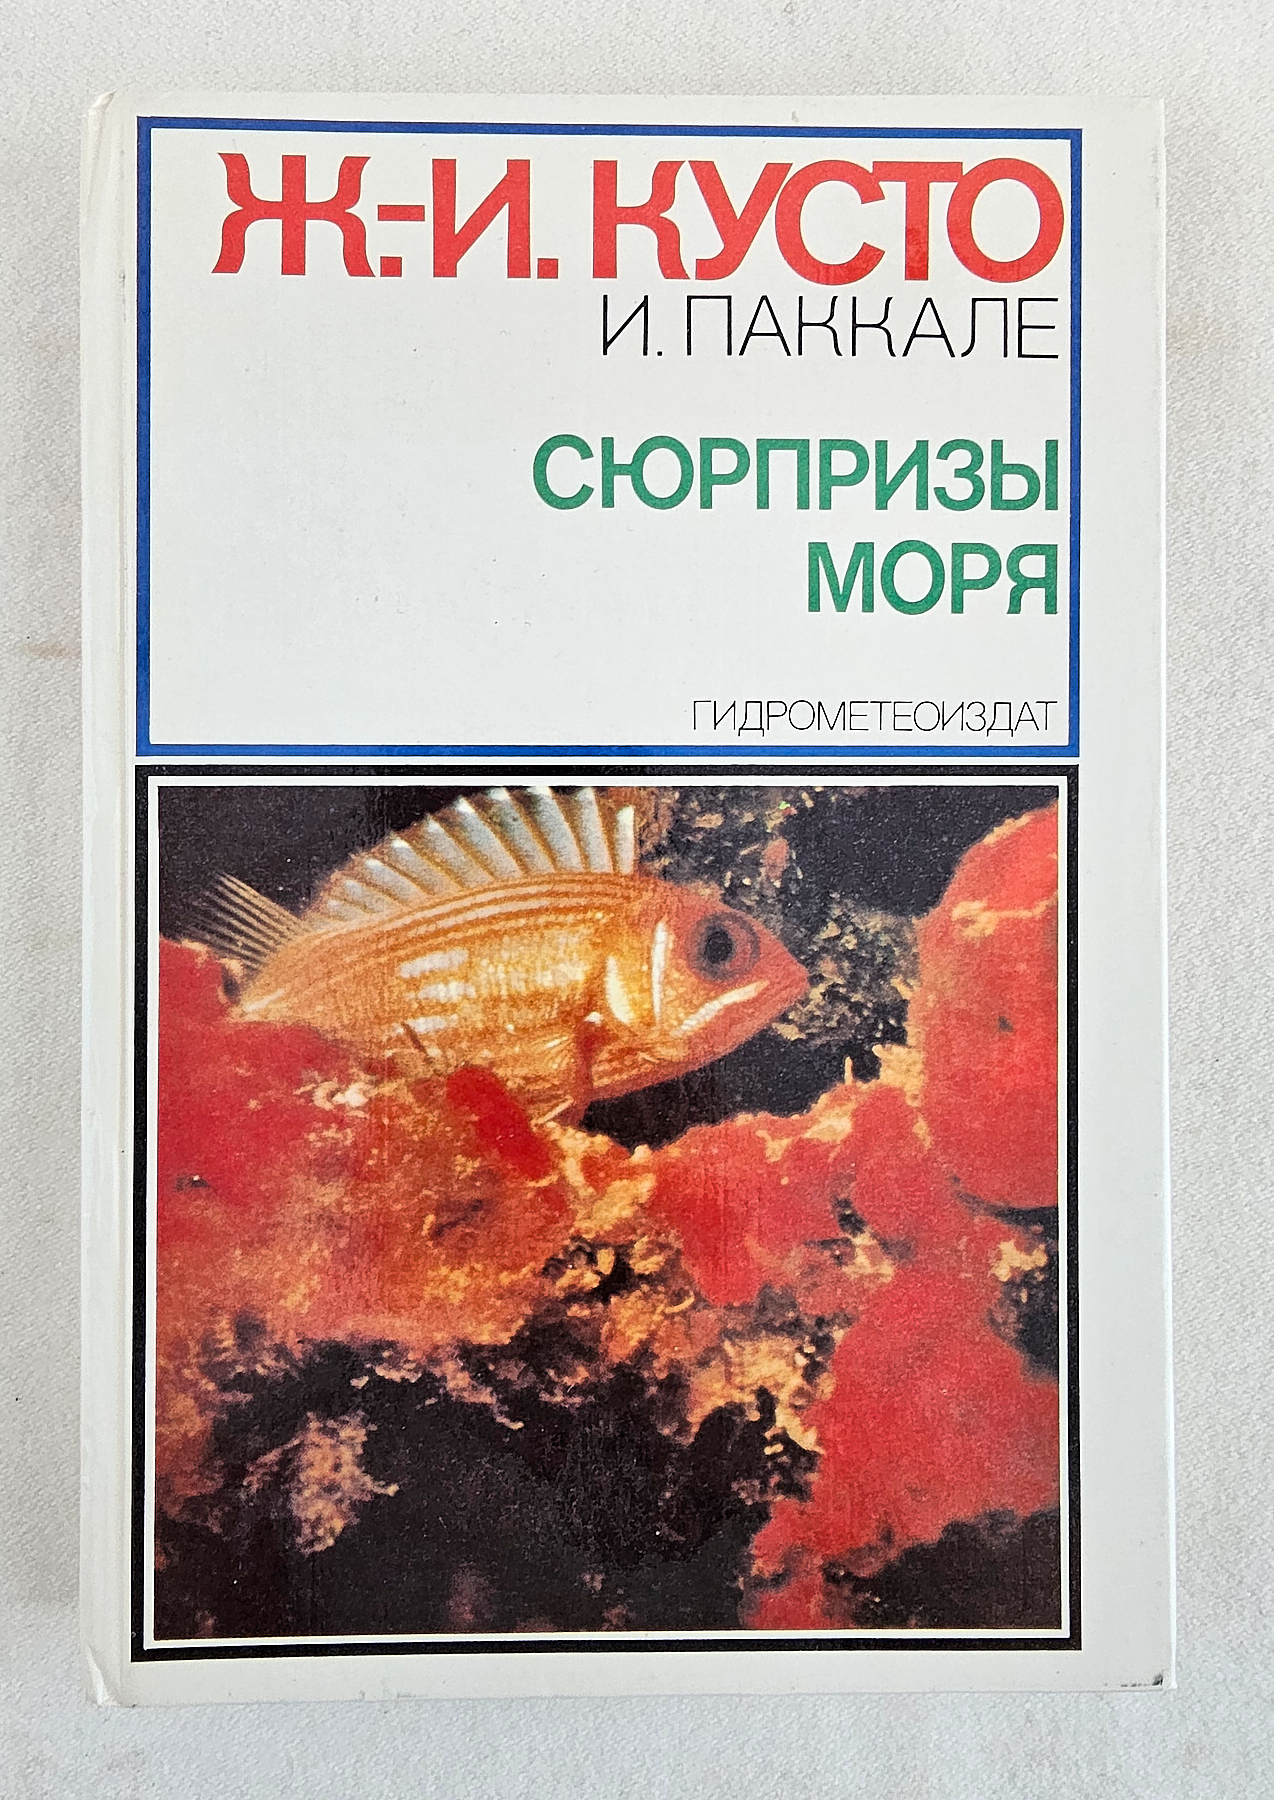 Ж.-И. КУСТО
И. ПАККАЛЕ
СЮРПРИЗЫ
МОРЯ
ГИДРОМЕТЕОИЗДАТ